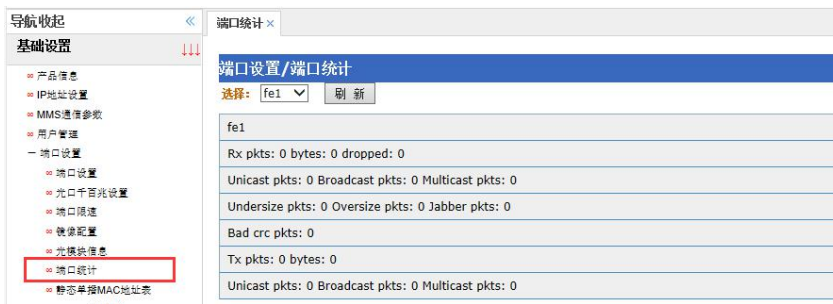 导航收起 «
基础设置 ↓↓↓
产品信息
IP地址设置
MMS通信参数
用户管理
一 端口设置
端口设置
光口千百兆设置
端口限速
镜像配置
光模块信息
端口统计
静态单播MAC地址表
端口统计 ×
端口设置/端口统计
选择: fe1 刷 新
fe1
Rx pkts: 0 bytes: 0 dropped: 0
Unicast pkts: 0 Broadcast pkts: 0 Multicast pkts: 0
Undersize pkts: 0 Oversize pkts: 0 Jabber pkts: 0
Bad crc pkts: 0
Tx pkts: 0 bytes: 0
Unicast pkts: 0 Broadcast pkts: 0 Multicast pkts: 0